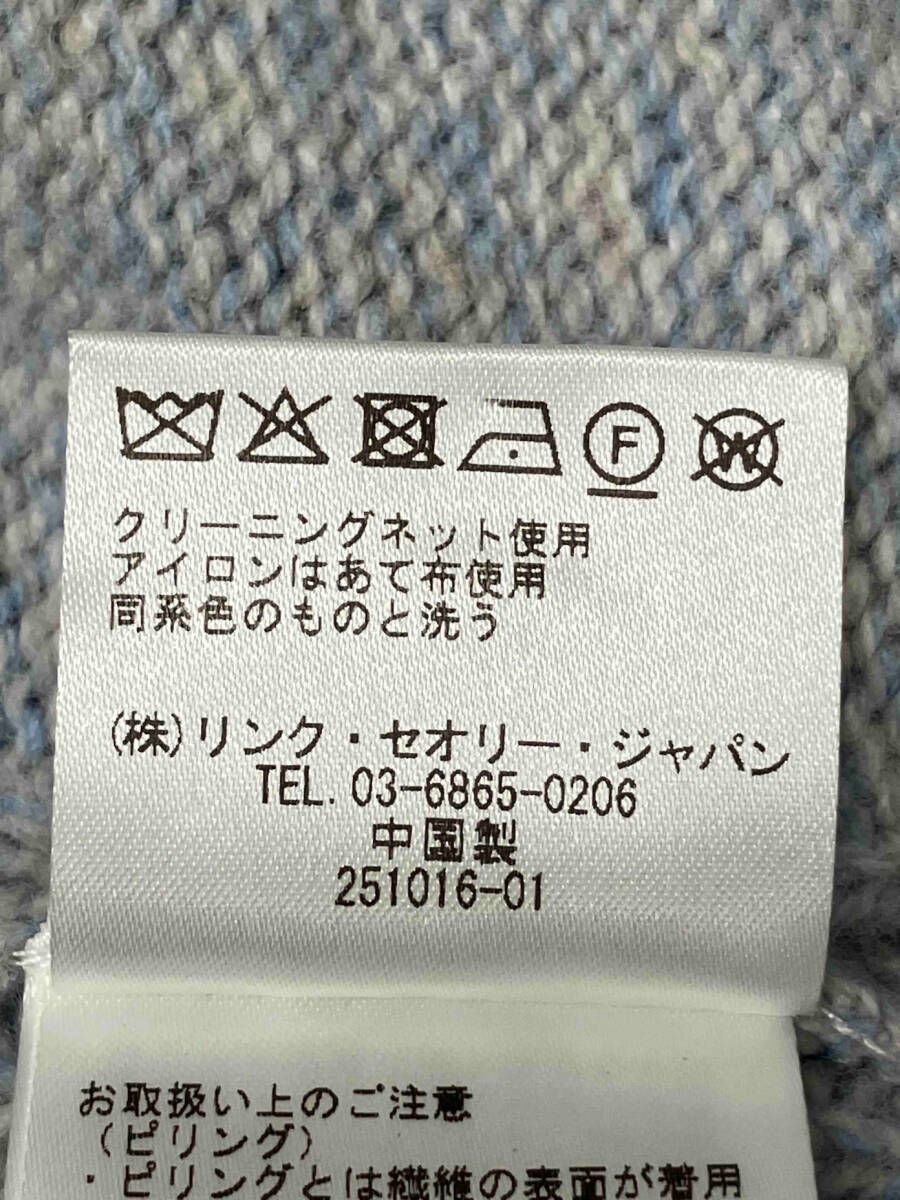 F W
クリーニングネット使用
アイロンはあて布使用
同系色のものと洗う
(株)リンク・セオリー・ジャパン
TEL. 03-6865-0206
中国製
251016-01
お取扱い上のご注意
(ピリング)
・ピリングとは繊維の表面が着用